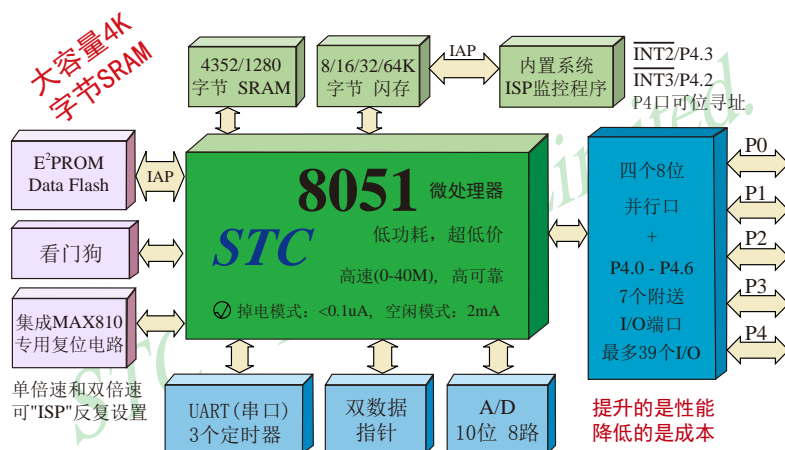 大容量4K
字节SRAM
4352/1280
字节 SRAM
8/16/32/64K
字节 闪存
IAP
内置系统
ISP监控程序
INT2/P4.3
INT3/P4.2
P4口可位寻址
E²PROM
Data Flash
IAP
看门狗
集成MAX810
专用复位电路
单倍速和双倍速
可"ISP"反复设置
8051 微处理器
STC
低功耗，超低价
高速(0-40M)，高可靠
掉电模式：<0.1uA，空闲模式：2mA
四个8位
并行口
+
P4.0 - P4.6
7个附送
I/O端口
最多39个I/O
P0
P1
P2
P3
P4
UART(串口)
3个定时器
双数据
指针
A/D
10位 8路
提升的是性能
降低的是成本
STC
Limited.